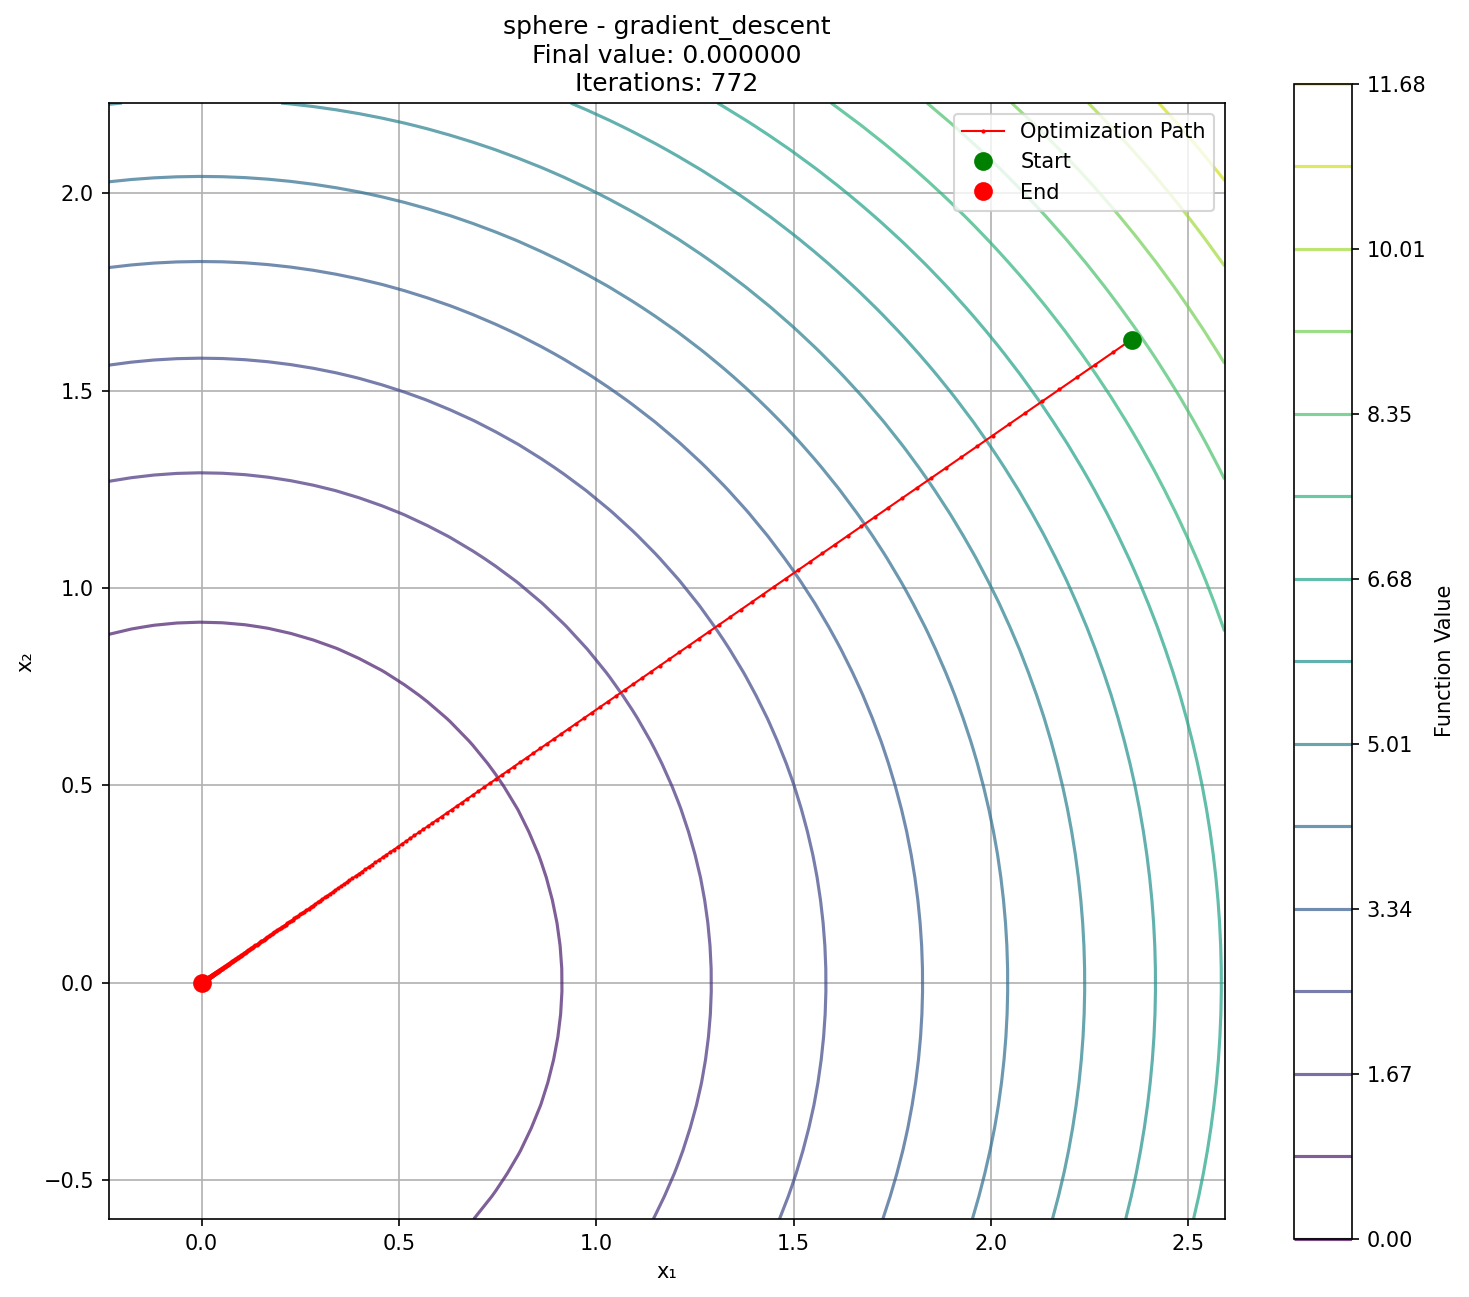 sphere - gradient_descent
Final value: 0.000000
Iterations: 772
Optimization Path
Start
End
2.0
1.5
1.0
0.5
0.0
−0.5
x₂
0.0
0.5
1.0
1.5
2.0
2.5
x₁
11.68
10.01
8.35
6.68
5.01
3.34
1.67
0.00
Function Value